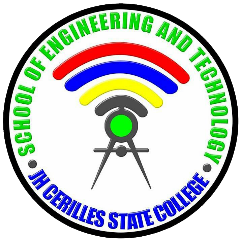 SCHOOL OF ENGINEERING AND TECHNOLOGY
JH CERILLES STATE COLLEGE